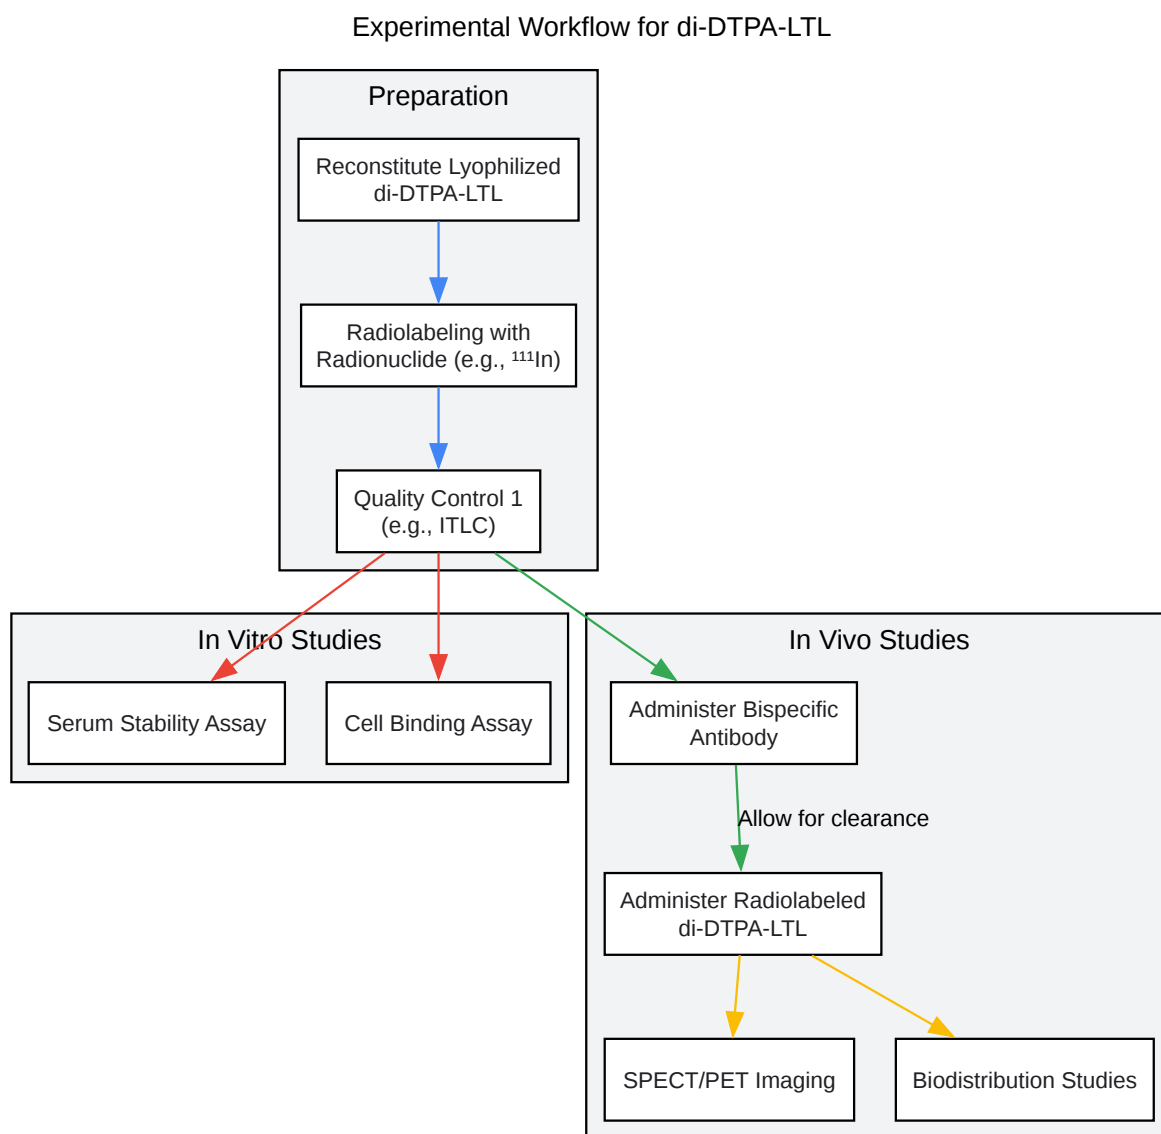 Experimental Workflow for di-DTPA-LTL
Preparation
Reconstitute Lyophilized
di-DTPA-LTL
Radiolabeling with
Radionuclide (e.g., ¹¹¹In)
Quality Control 1
(e.g., ITLC)
In Vitro Studies
Serum Stability Assay
Cell Binding Assay
In Vivo Studies
Administer Bispecific
Antibody
Allow for clearance
Administer Radiolabeled
di-DTPA-LTL
SPECT/PET Imaging
Biodistribution Studies